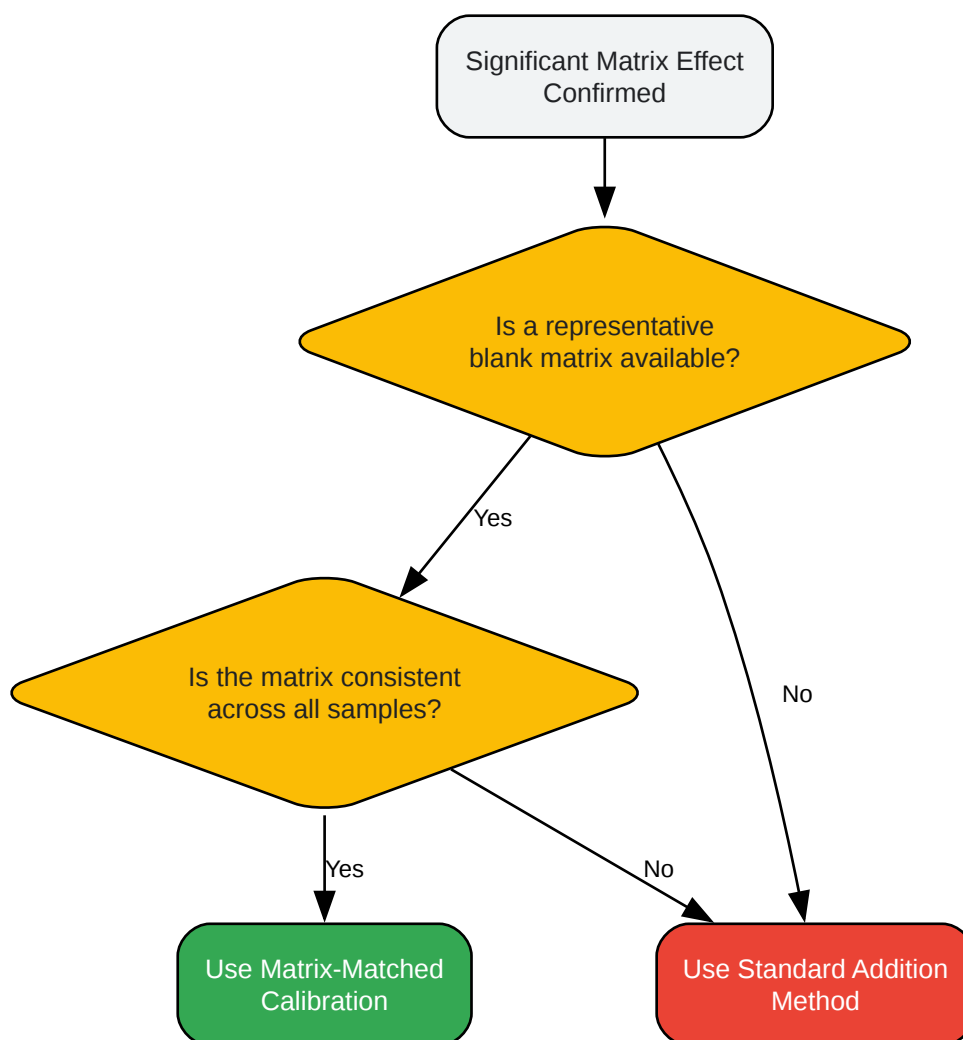 Significant Matrix Effect
Confirmed
Is a representative
blank matrix available?
Yes
No
Is the matrix consistent
across all samples?
Yes
No
Use Matrix-Matched
Calibration
Use Standard Addition
Method